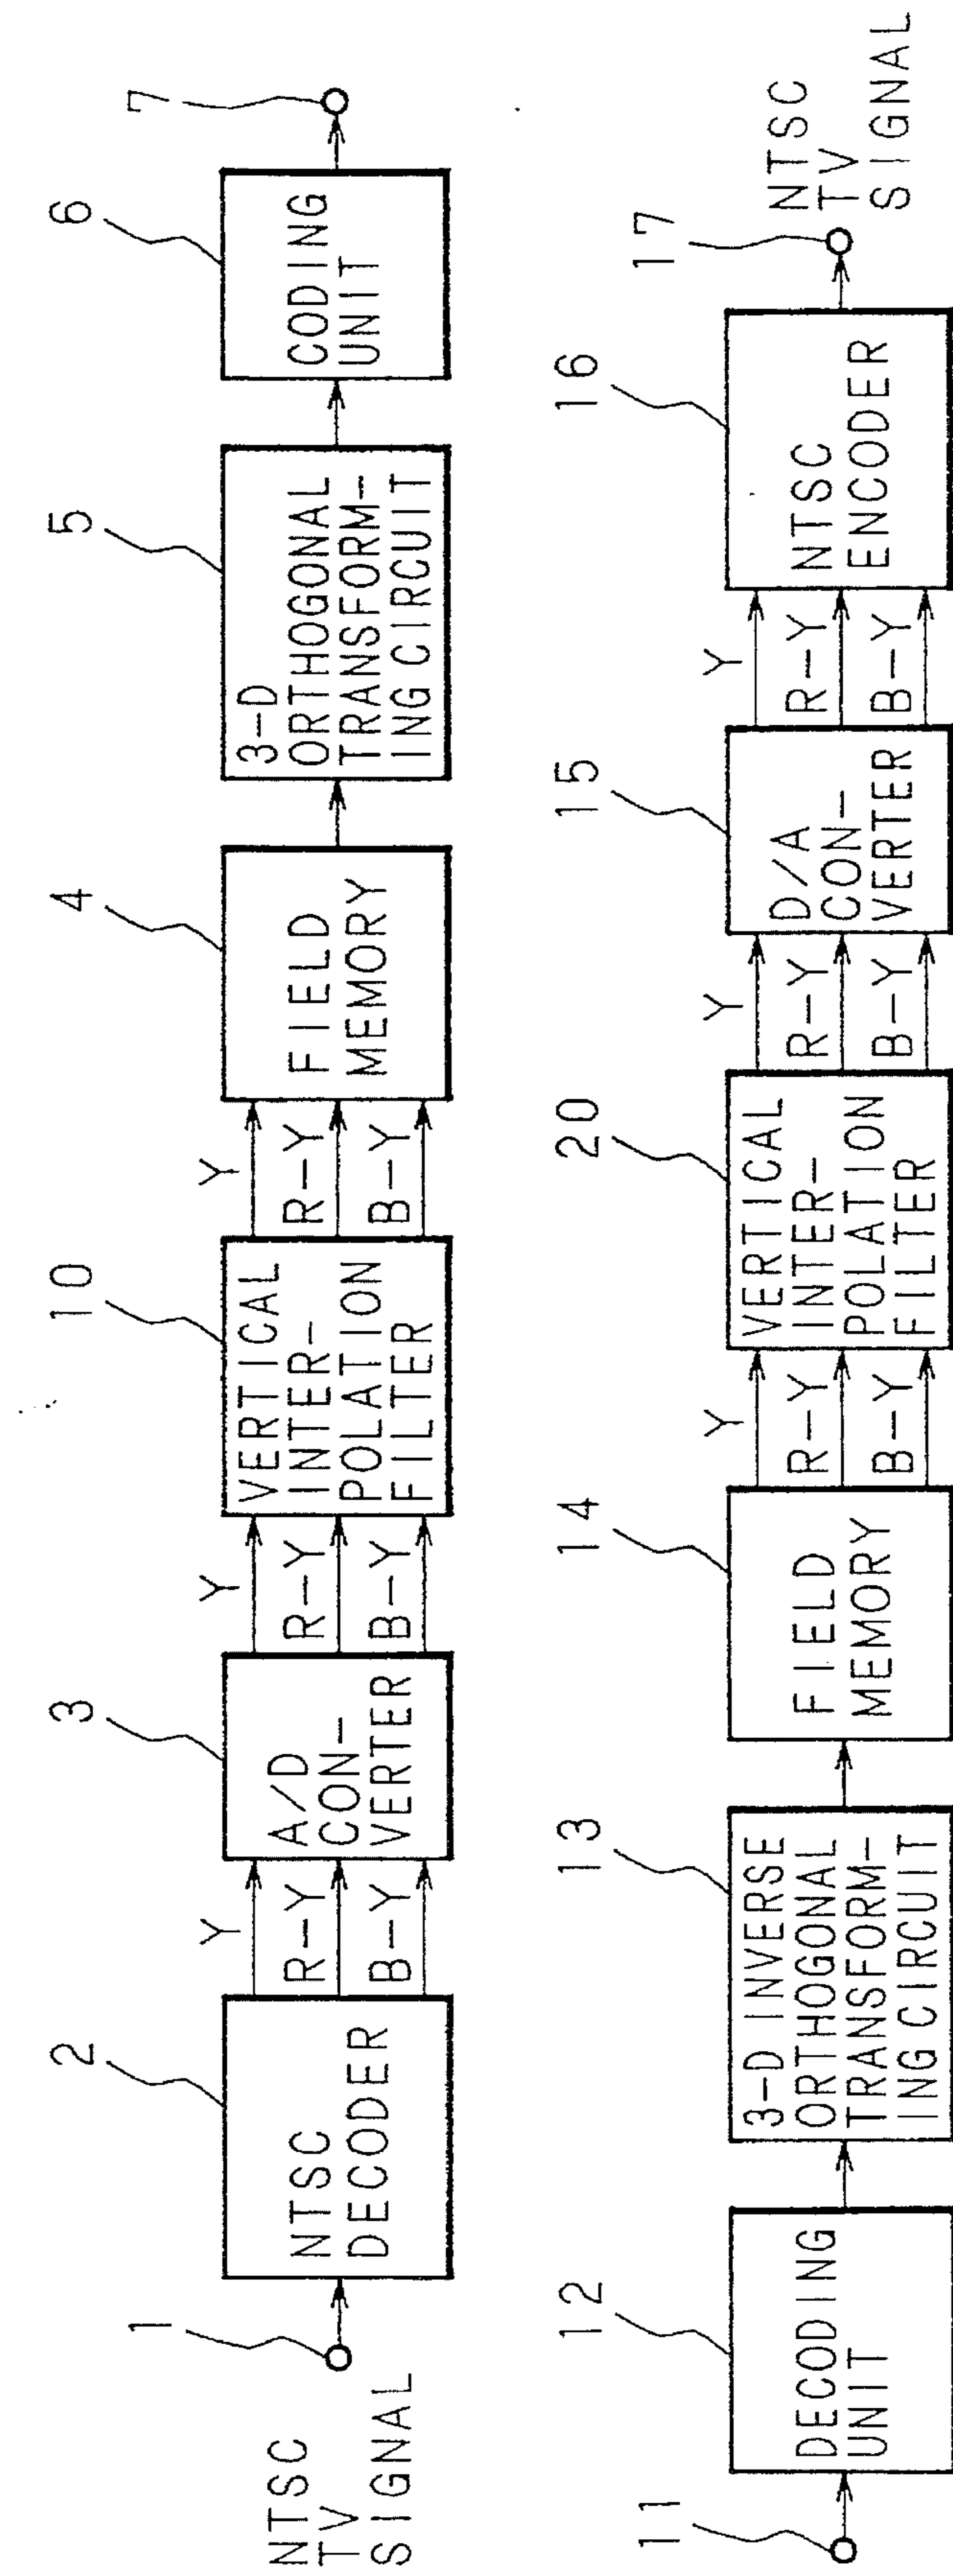 NTSC
TV
SIGNAL
1
2
NTSC
DECODER
Y
R-Y
B-Y
3
A/D
CON-
VERTER
Y
R-Y
B-Y
10
VERTICAL
INTER-
POLATION
FILTER
Y
R-Y
B-Y
4
FIELD
MEMORY
5
3-D
ORTHOGONAL
TRANSFORM-
ING CIRCUIT
6
CODING
UNIT
7
11
12
DECODING
UNIT
13
3-D INVERSE
ORTHOGONAL
TRANSFORM-
ING CIRCUIT
14
FIELD
MEMORY
Y
R-Y
B-Y
20
VERTICAL
INTER-
POLATION
FILTER
Y
R-Y
B-Y
15
D/A
CON-
VERTER
Y
R-Y
B-Y
16
NTSC
ENCODER
17
NTSC
TV
SIGNAL